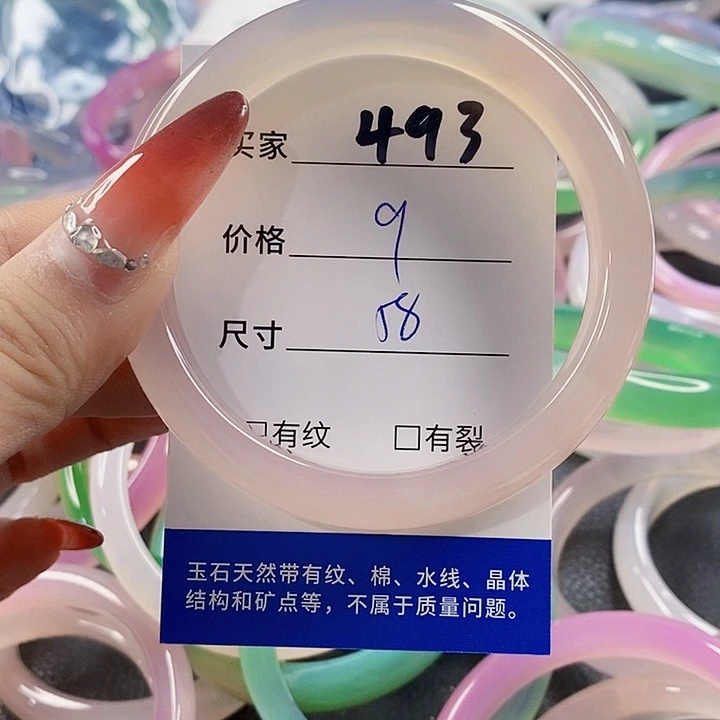 买家 493
价格 9
尺寸 58
□有纹 □有裂
玉石天然带有纹、棉、水线、晶体
结构和矿点等，不属于质量问题。